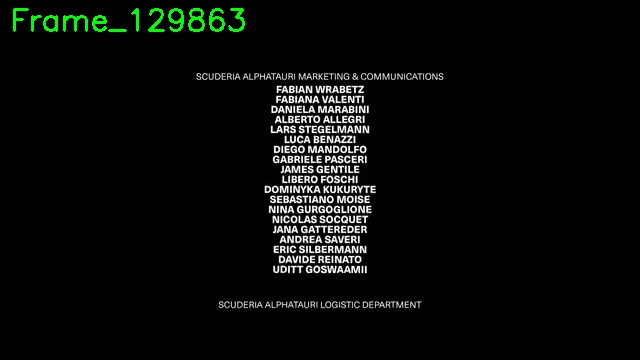 Frame_129863
SCUDERIA ALPHATAURI MARKETING & COMMUNICATIONS
FABIAN WRABETZ
FABIANA VALENTI
DANIELA MARABINI
ALBERTO ALLEGRI
LARS STEGELMANN
LUCA BENAZZI
DIEGO MANDOLFO
GABRIELE PASCERI
JAMES GENTILE
LIBERO FOSCHI
DOMINYKA KUKURYTE
SEBASTIANO MOISE
NINA GURGOGLIONE
NICOLAS SOCQUET
JANA GATTEREDER
ANDREA SAVERI
ERIC SILBERMANN
DAVIDE REINATO
UDITT GOSWAAMII
SCUDERIA ALPHATAURI LOGISTIC DEPARTMENT